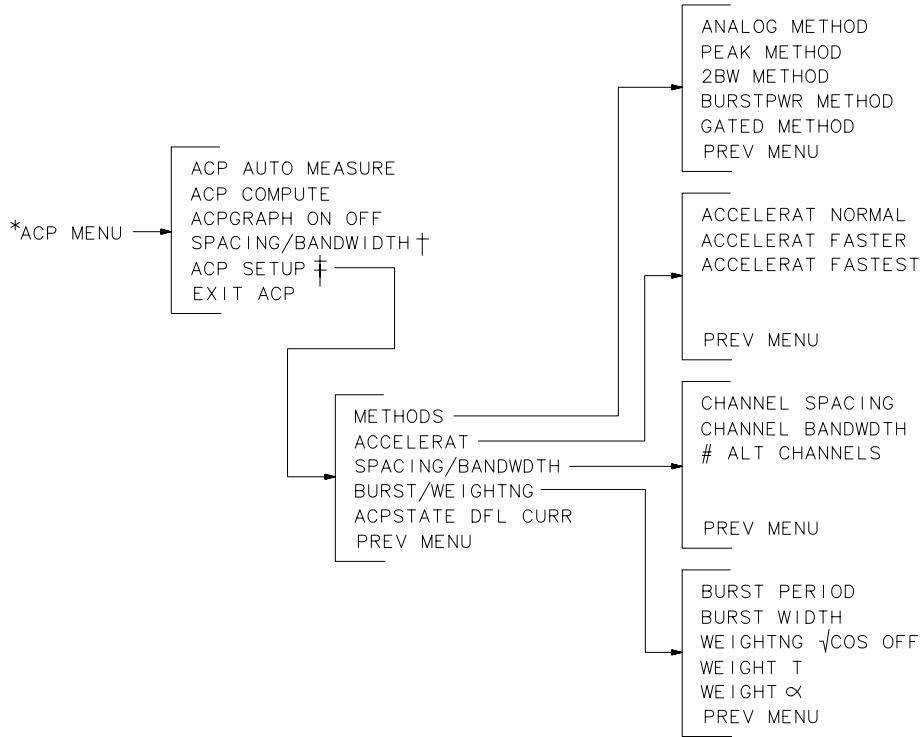 *ACP MENU
ACP AUTO MEASURE
ACP COMPUTE
ACPGRAPH ON OFF
SPACING/BANDWIDTH †
ACP SETUP ‡
EXIT ACP
METHODS
ACCELERAT
SPACING/BANDWDTH
BURST/WEIGHTNG
ACPSTATE DFL CURR
PREV MENU
ANALOG METHOD
PEAK METHOD
2BW METHOD
BURSTPWR METHOD
GATED METHOD
PREV MENU
ACCELERAT NORMAL
ACCELERAT FASTER
ACCELERAT FASTEST
PREV MENU
CHANNEL SPACING
CHANNEL BANDWDTH
# ALT CHANNELS
PREV MENU
BURST PERIOD
BURST WIDTH
WEIGHTNG √COS OFF
WEIGHT T
WEIGHT ∝
PREV MENU